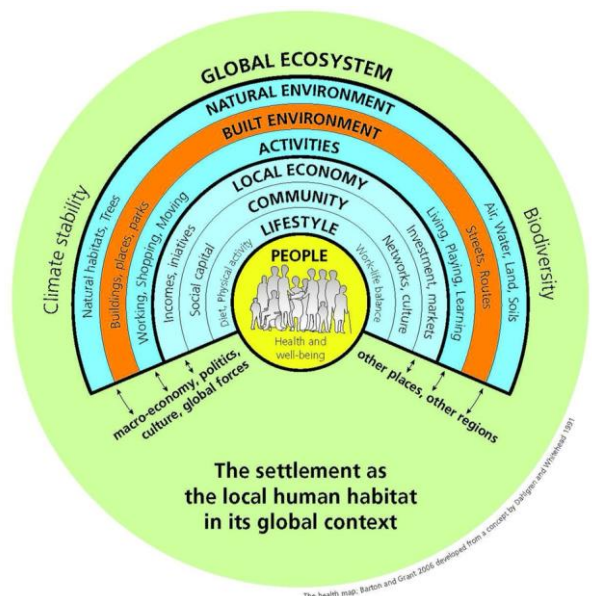 GLOBAL ECOSYSTEM
NATURAL ENVIRONMENT
BUILT ENVIRONMENT
ACTIVITIES
LOCAL ECONOMY
COMMUNITY
LIFESTYLE
PEOPLE
Health and
well-being
Climate stability
Natural habitats, Trees
Buildings, places, parks
Working, Shopping, Moving
Incomes, iniatives
Social capital
Diet, Physical activity
Work-life balance
Networks, culture
Investment, markets
Living, Playing, Learning
Streets, Routes
Air, Water, Land, Soils
Biodiversity
macro-economy, politics,
culture, global forces
other places, other regions
The settlement as
the local human habitat
in its global context
The health map: Barton and Grant 2006 developed from a concept by Dahlgren and Whitehead 1991